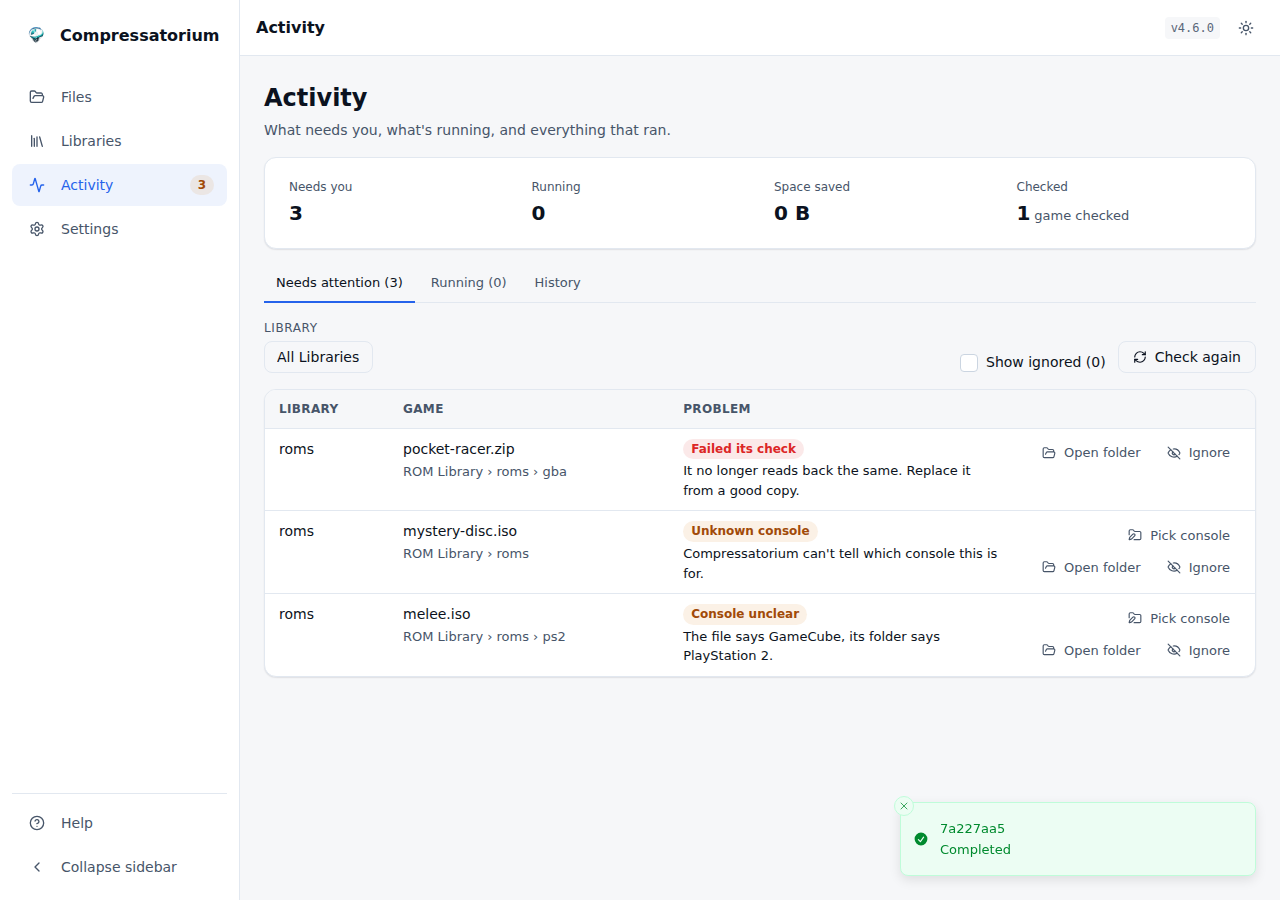 Compressatorium
Activity
v4.6.0
Files
Libraries
Activity
3
Settings
Activity
What needs you, what's running, and everything that ran.
Needs you
Running
Space saved
Checked
3
0
0 B
1 game checked
Needs attention (3)
Running (0)
History
LIBRARY
All Libraries
Show ignored (0)
Check again
LIBRARY
GAME
PROBLEM
roms
pocket-racer.zip
ROM Library › roms › gba
Failed its check
It no longer reads back the same. Replace it
from a good copy.
Open folder
Ignore
roms
mystery-disc.iso
ROM Library › roms
Unknown console
Compressatorium can't tell which console this is
for.
Pick console
Open folder
Ignore
roms
melee.iso
ROM Library › roms › ps2
Console unclear
The file says GameCube, its folder says
PlayStation 2.
Pick console
Open folder
Ignore
Help
Collapse sidebar
7a227aa5
Completed